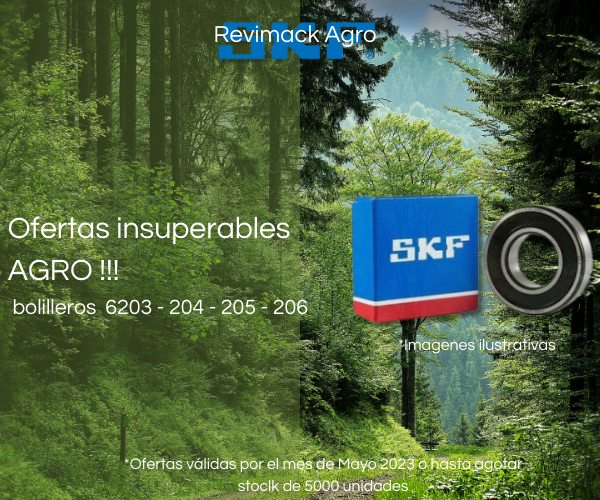 Revimack Agro
SKF
Ofertas insuperables
AGRO !!!
bolilleros 6203 - 204 - 205 - 206
SKF
*Imagenes ilustrativas
*Ofertas válidas por el mes de Mayo 2023 o hasta agotar
stoclk de 5000 unidades